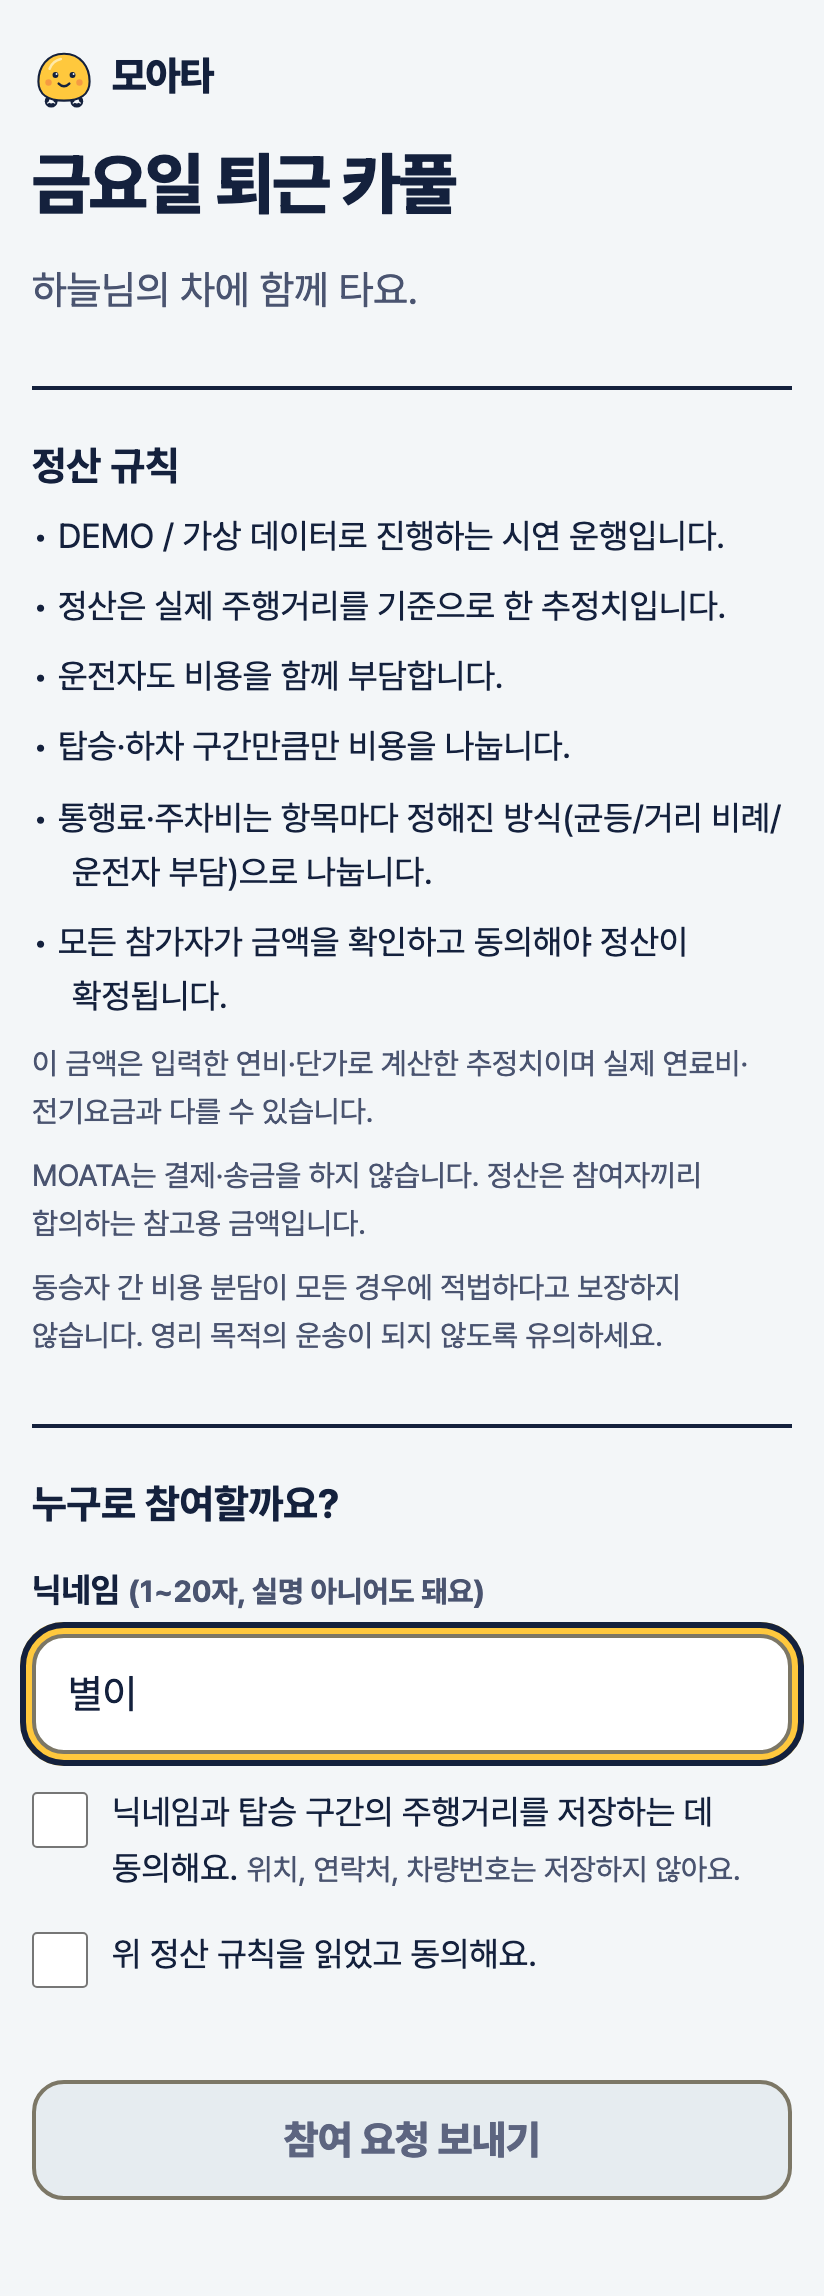 모아타
금요일 퇴근 카풀
하늘님의 차에 함께 타요.
정산 규칙
• DEMO / 가상 데이터로 진행하는 시연 운행입니다.
• 정산은 실제 주행거리를 기준으로 한 추정치입니다.
• 운전자도 비용을 함께 부담합니다.
• 탑승·하차 구간만큼만 비용을 나눕니다.
• 통행료·주차비는 항목마다 정해진 방식(균등/거리 비례/
운전자 부담)으로 나눕니다.
• 모든 참가자가 금액을 확인하고 동의해야 정산이
확정됩니다.
이 금액은 입력한 연비·단가로 계산한 추정치이며 실제 연료비·
전기요금과 다를 수 있습니다.
MOATA는 결제·송금을 하지 않습니다. 정산은 참여자끼리
합의하는 참고용 금액입니다.
동승자 간 비용 분담이 모든 경우에 적법하다고 보장하지
않습니다. 영리 목적의 운송이 되지 않도록 유의하세요.
누구로 참여할까요?
닉네임 (1~20자, 실명 아니어도 돼요)
별이
닉네임과 탑승 구간의 주행거리를 저장하는 데
동의해요. 위치, 연락처, 차량번호는 저장하지 않아요.
위 정산 규칙을 읽었고 동의해요.
참여 요청 보내기